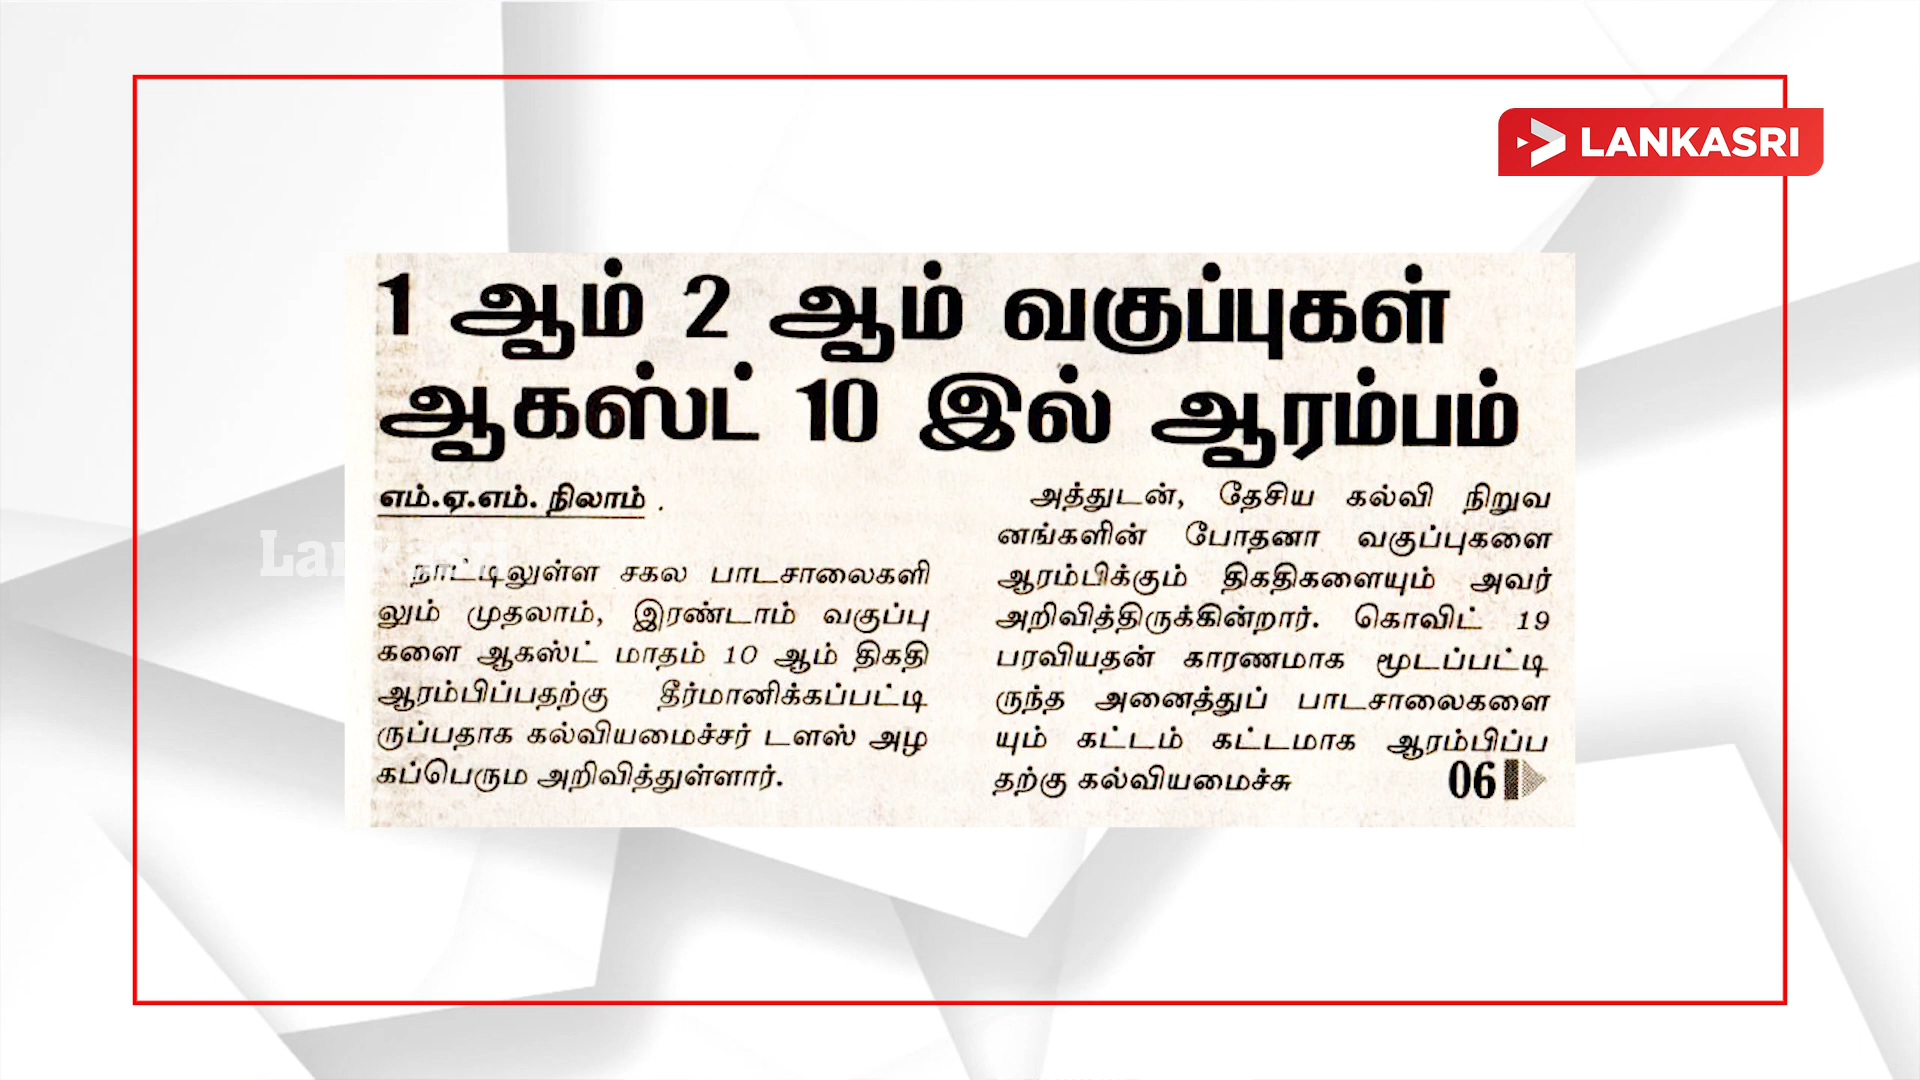 LANKASRI
1 ஆம் 2 ஆம் வகுப்புகள்
ஆகஸ்ட் 10 இல் ஆரம்பம்
எம்.ஏ.எம். நிலாம்
Lankasri
நாட்டிலுள்ள சகல பாடசாலைகளி
லும் முதலாம், இரண்டாம் வகுப்பு
களை ஆகஸ்ட் மாதம் 10 ஆம் திகதி
ஆரம்பிப்பதற்கு தீர்மானிக்கப்பட்டி
ருப்பதாக கல்வியமைச்சர் டளஸ் அழ
கப்பெரும அறிவித்துள்ளார்.
அத்துடன், தேசிய கல்வி நிறுவ
னங்களின் போதனா வகுப்புகளை
ஆரம்பிக்கும் திகதிகளையும் அவர்
அறிவித்திருக்கின்றார். கொவிட் 19
பரவியதன் காரணமாக மூடப்பட்டி
ருந்த அனைத்துப் பாடசாலைகளை
யும் கட்டம் கட்டமாக ஆரம்பிப்ப
தற்கு கல்வியமைச்சு
06